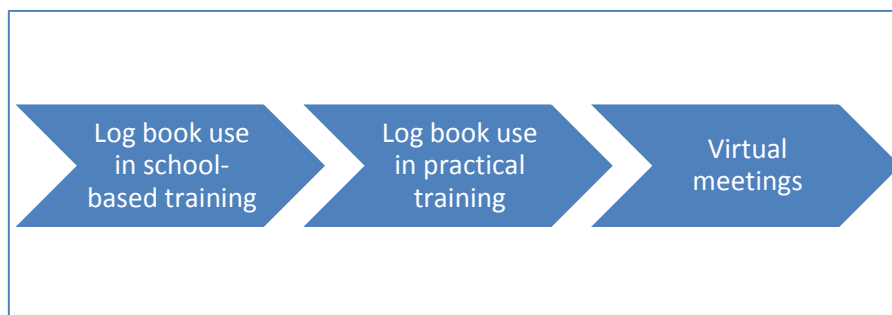 Log book use
in school-
based training
Log book use
in practical
training
Virtual
meetings